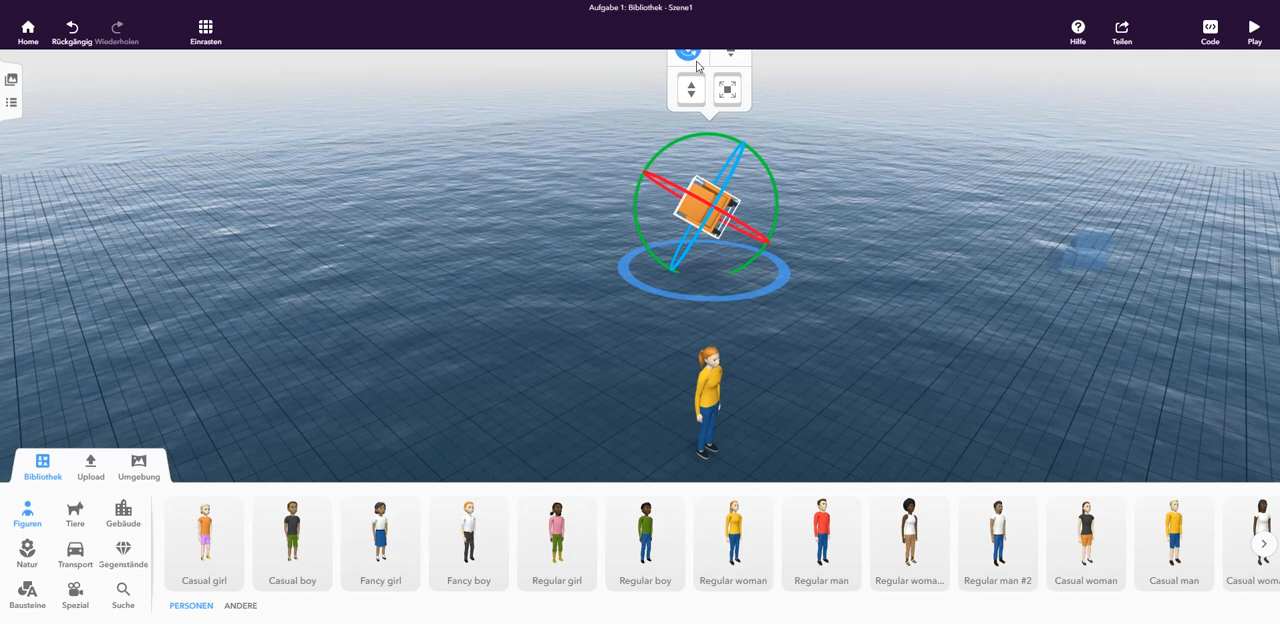 Aufgabe 1: Bibliothek - Szene1
Home
Rückgängig
Wiederholen
Einrasten
Hilfe
Teilen
Code
Play
Bibliothek
Upload
Umgebung
Figuren
Tiere
Gebäude
Natur
Transport
Gegenstände
Bausteine
Spezial
Suche
Casual girl
Casual boy
Fancy girl
Fancy boy
Regular girl
Regular boy
Regular woman
Regular man
Regular woma...
Regular man #2
Casual woman
Casual man
Casual wom
PERSONEN
ANDERE